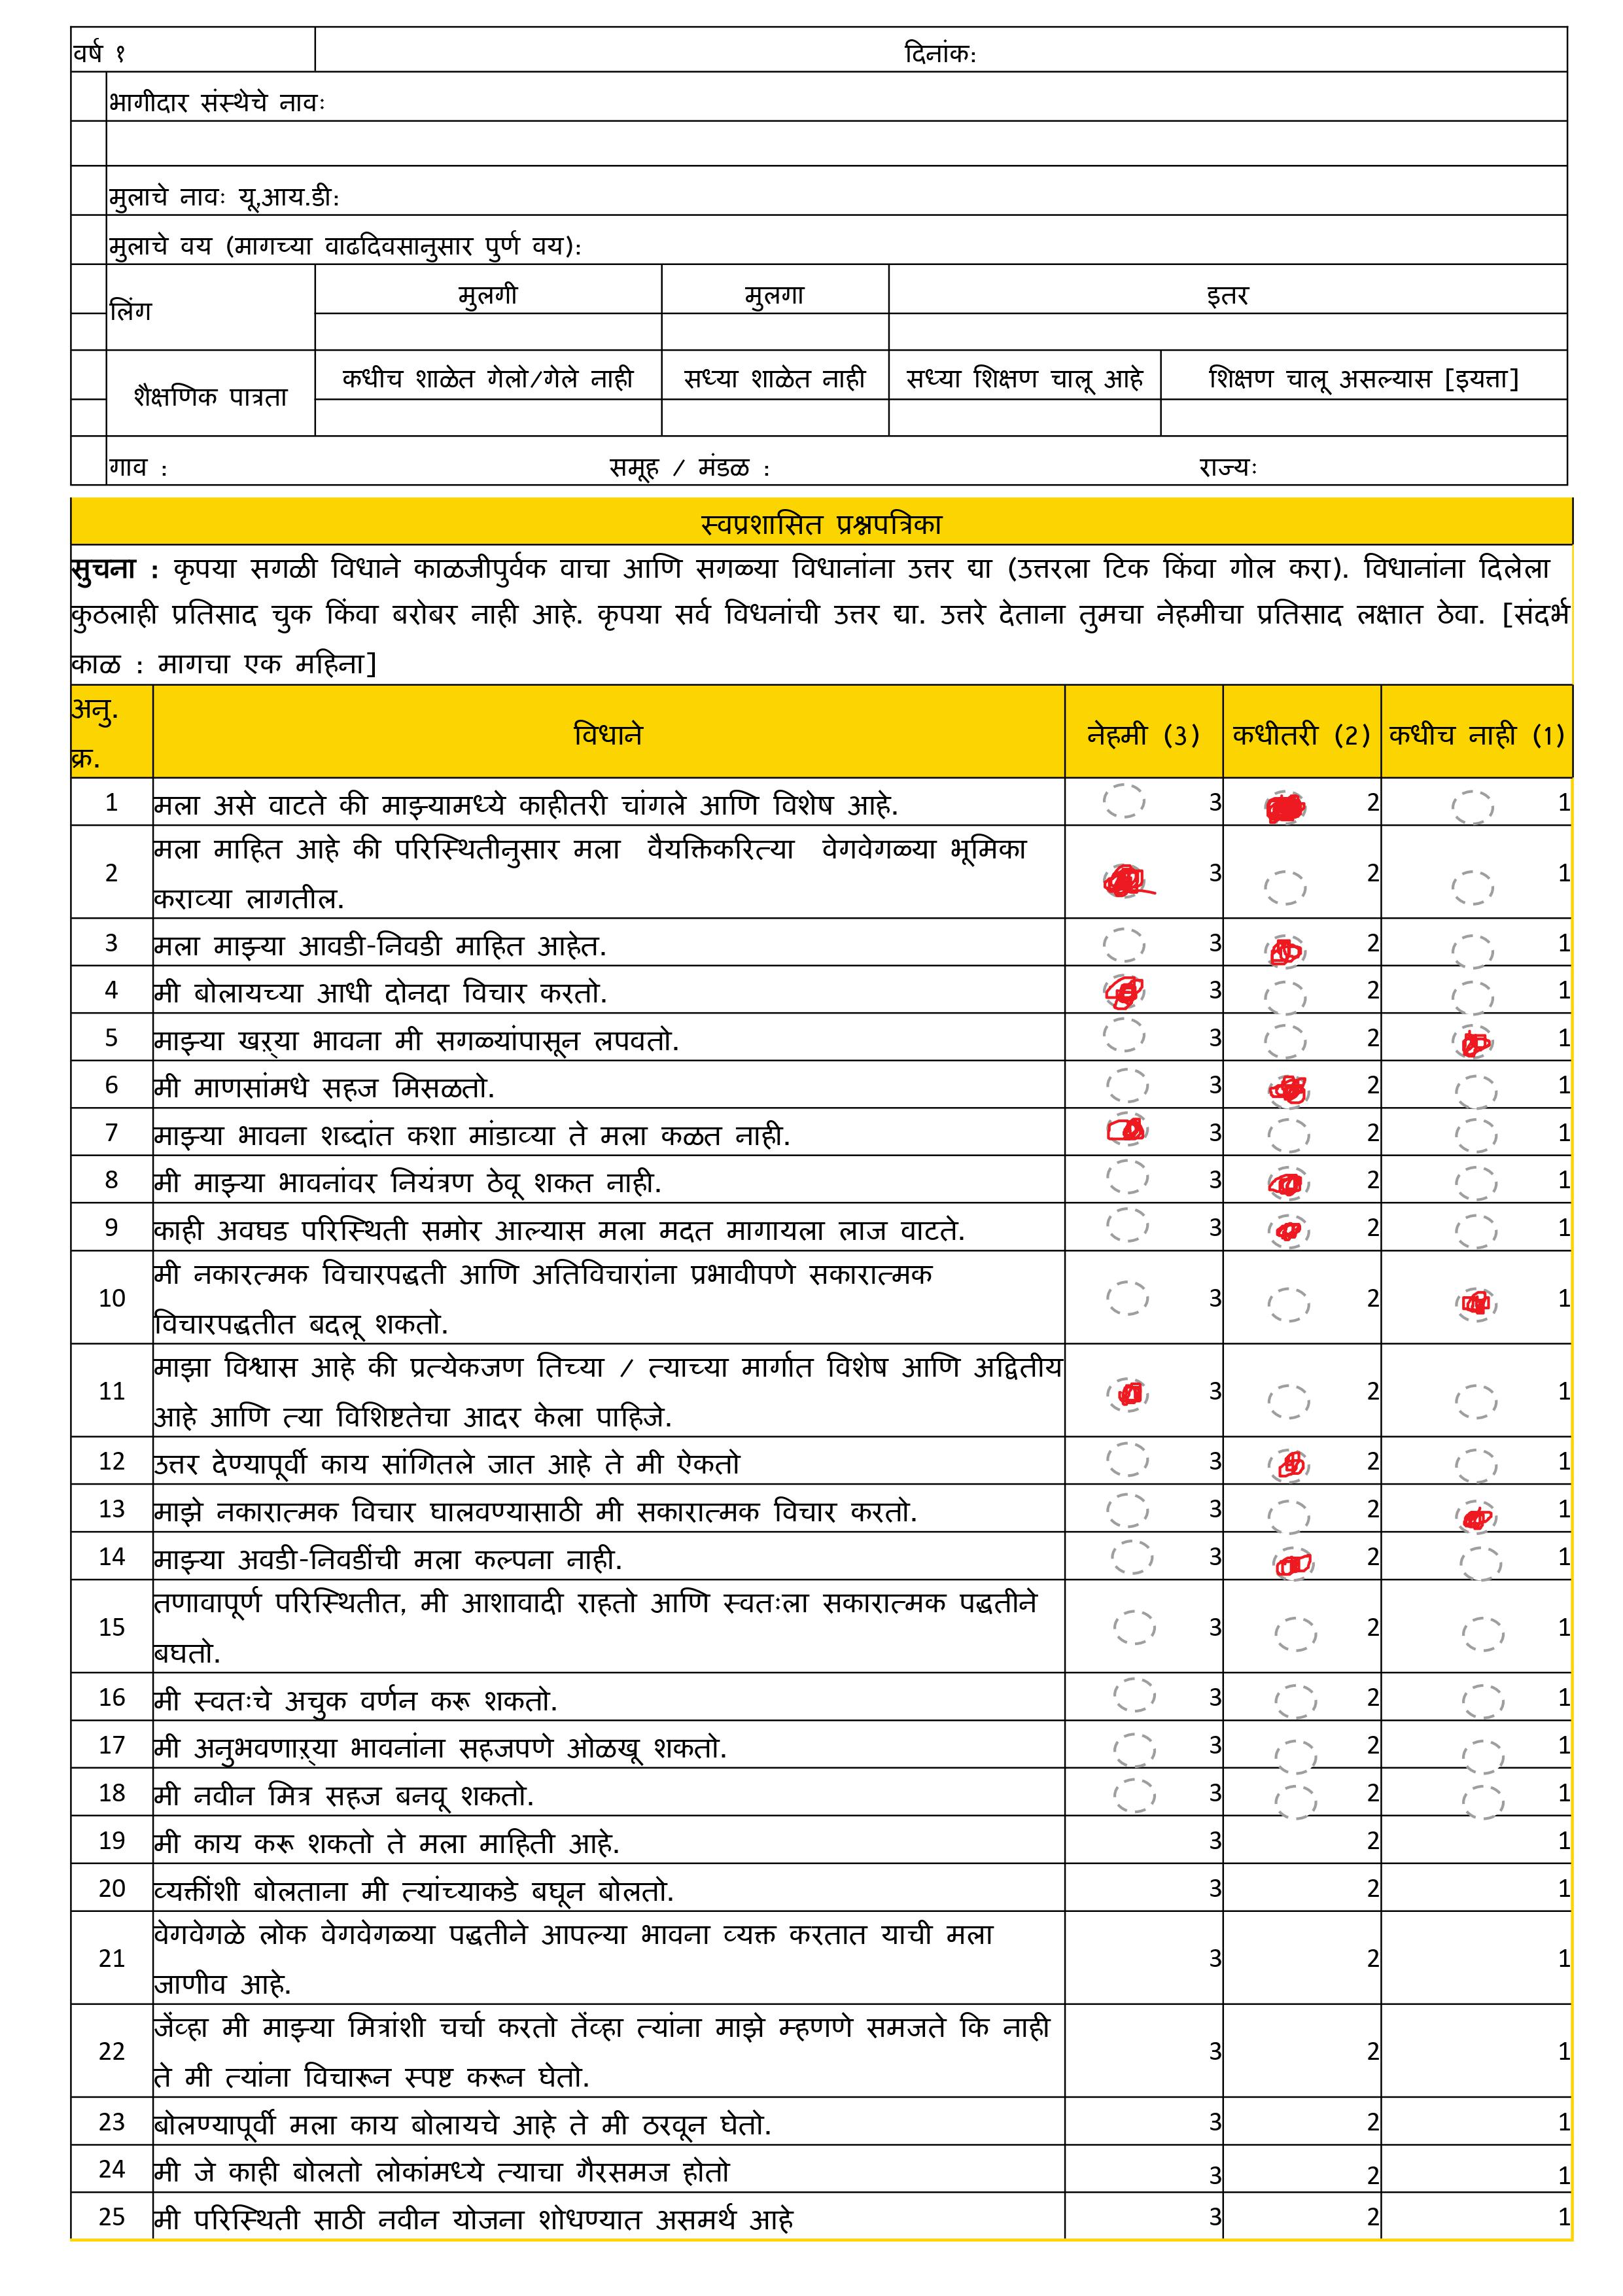 वर्ष १ दिनांक:
भागीदार संस्थेचे नावः
मुलाचे नावः यू.आय.डी:
मुलाचे वय (मागच्या वाढदिवसानुसार पुर्ण वय):
लिंग मुलगी मुलगा इतर
शैक्षणिक पात्रता कधीच शाळेत गेलो/गेले नाही सध्या शाळेत नाही सध्या शिक्षण चालू आहे शिक्षण चालू असल्यास [इयत्ता]
गाव : समूह / मंडळ : राज्यः
स्वप्रशासित प्रश्नपत्रिका
सुचना : कृपया सगळी विधाने काळजीपुर्वक वाचा आणि सगळ्या विधानांना उत्तर द्या (उत्तरला टिक किंवा गोल करा). विधानांना दिलेला
कुठलाही प्रतिसाद चुक किंवा बरोबर नाही आहे. कृपया सर्व विधनांची उत्तर द्या. उत्तरे देताना तुमचा नेहमीचा प्रतिसाद लक्षात ठेवा. [संदर्भ
काळ : मागचा एक महिना]
अनु. क्र. विधाने नेहमी (3) कधीतरी (2) कधीच नाही (1)
1 मला असे वाटते की माझ्यामध्ये काहीतरी चांगले आणि विशेष आहे. 3 2 1
2 मला माहित आहे की परिस्थितीनुसार मला वैयक्तिकरित्या वेगवेगळ्या भूमिका
कराव्या लागतील. 3 2 1
3 मला माझ्या आवडी-निवडी माहित आहेत. 3 2 1
4 मी बोलायच्या आधी दोनदा विचार करतो. 3 2 1
5 माझ्या खऱ्या भावना मी सगळ्यांपासून लपवतो. 3 2 1
6 मी माणसांमधे सहज मिसळतो. 3 2 1
7 माझ्या भावना शब्दांत कशा मांडाव्या ते मला कळत नाही. 3 2 1
8 मी माझ्या भावनांवर नियंत्रण ठेवू शकत नाही. 3 2 1
9 काही अवघड परिस्थिती समोर आल्यास मला मदत मागायला लाज वाटते. 3 2 1
10 मी नकारत्मक विचारपद्धती आणि अतिविचारांना प्रभावीपणे सकारात्मक
विचारपद्धतीत बदलू शकतो. 3 2 1
11 माझा विश्वास आहे की प्रत्येकजण तिच्या / त्याच्या मार्गात विशेष आणि अद्वितीय
आहे आणि त्या विशिष्टतेचा आदर केला पाहिजे. 3 2 1
12 उत्तर देण्यापूर्वी काय सांगितले जात आहे ते मी ऐकतो 3 2 1
13 माझे नकारात्मक विचार घालवण्यासाठी मी सकारात्मक विचार करतो. 3 2 1
14 माझ्या अवडी-निवडींची मला कल्पना नाही. 3 2 1
15 तणावापूर्ण परिस्थितीत, मी आशावादी राहतो आणि स्वतःला सकारात्मक पद्धतीने
बघतो. 3 2 1
16 मी स्वतःचे अचुक वर्णन करू शकतो. 3 2 1
17 मी अनुभवणाऱ्या भावनांना सहजपणे ओळखू शकतो. 3 2 1
18 मी नवीन मित्र सहज बनवू शकतो. 3 2 1
19 मी काय करू शकतो ते मला माहिती आहे. 3 2 1
20 व्यक्तींशी बोलताना मी त्यांच्याकडे बघून बोलतो. 3 2 1
21 वेगवेगळे लोक वेगवेगळ्या पद्धतीने आपल्या भावना व्यक्त करतात याची मला
जाणीव आहे. 3 2 1
22 जेंव्हा मी माझ्या मित्रांशी चर्चा करतो तेंव्हा त्यांना माझे म्हणणे समजते कि नाही
ते मी त्यांना विचारून स्पष्ट करून घेतो. 3 2 1
23 बोलण्यापूर्वी मला काय बोलायचे आहे ते मी ठरवून घेतो. 3 2 1
24 मी जे काही बोलतो लोकांमध्ये त्याचा गैरसमज होतो 3 2 1
25 मी परिस्थिती साठी नवीन योजना शोधण्यात असमर्थ आहे 3 2 1